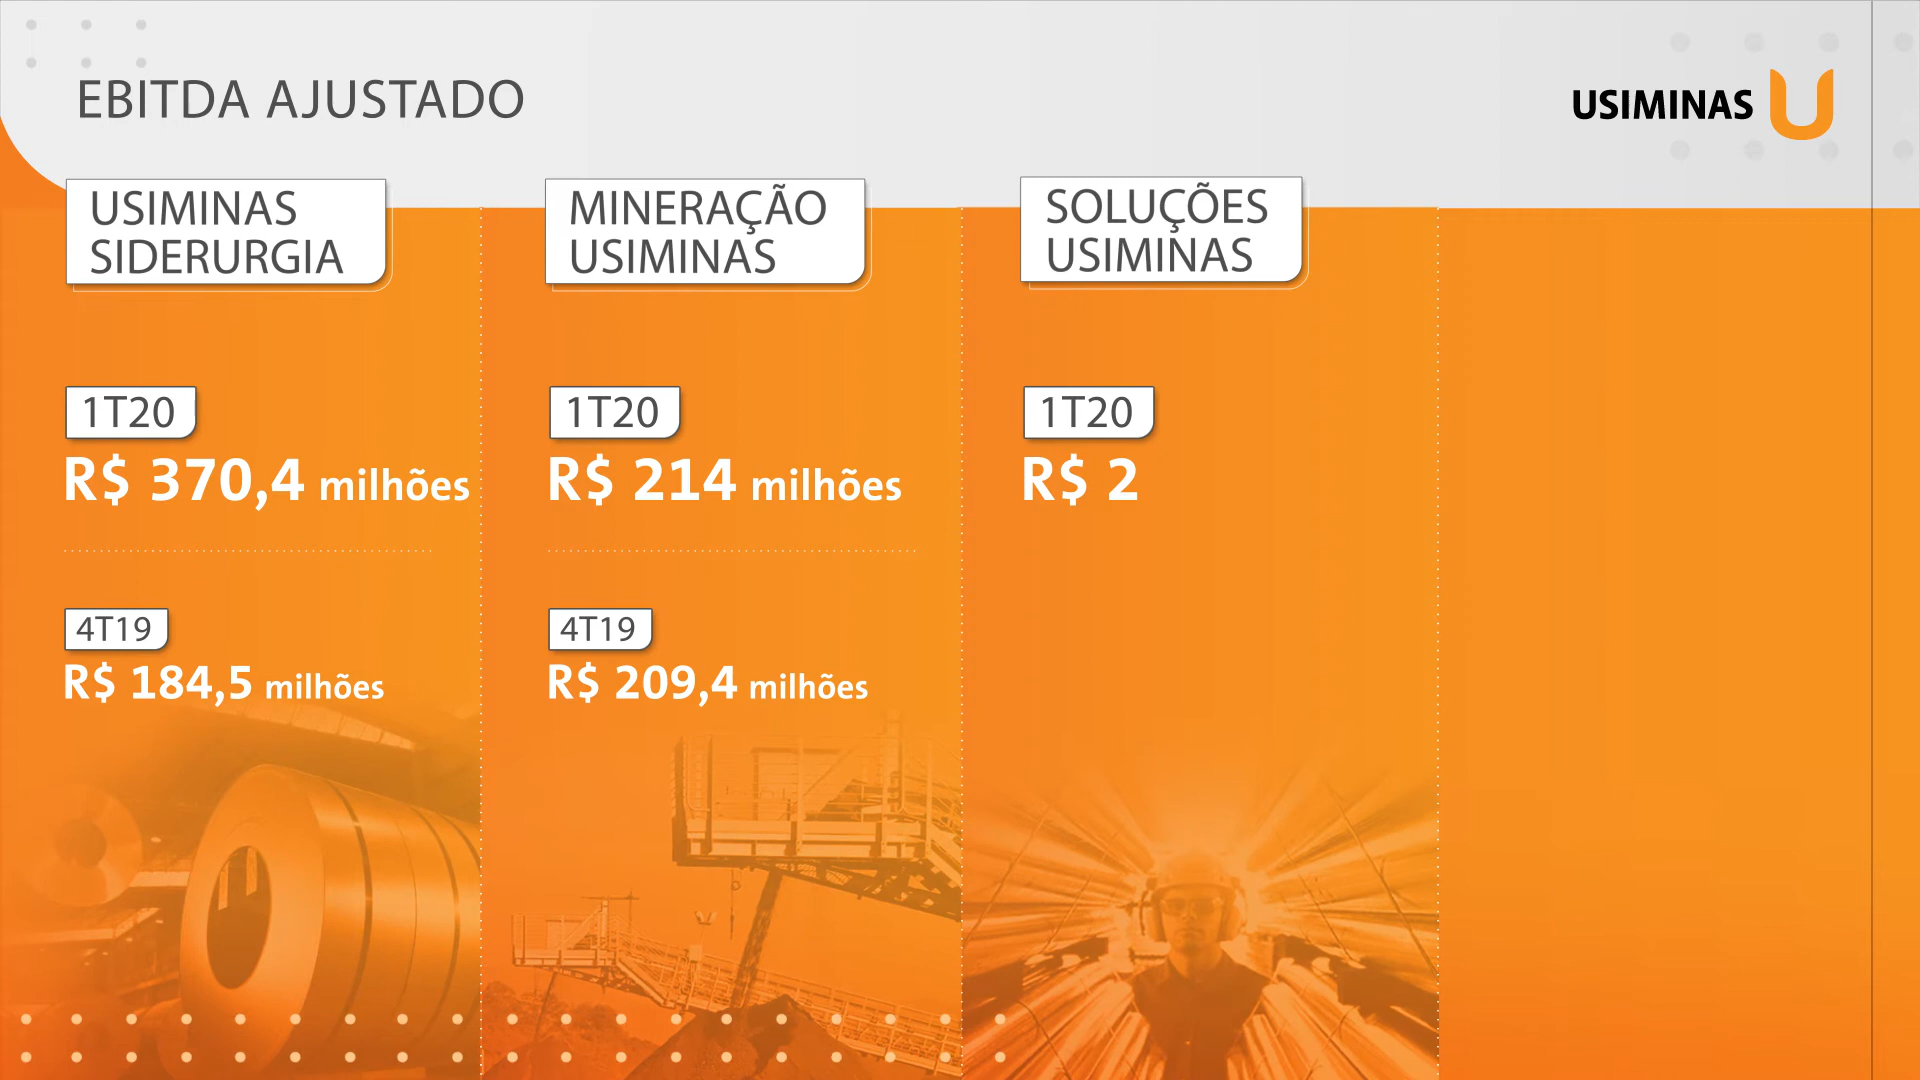 EBITDA AJUSTADO
USIMINAS
USIMINAS
SIDERURGIA
1T20
R$ 370,4 milhões
4T19
R$ 184,5 milhões
MINERAÇÃO
USIMINAS
1T20
R$ 214 milhões
4T19
R$ 209,4 milhões
SOLUÇÕES
USIMINAS
1T20
R$ 2